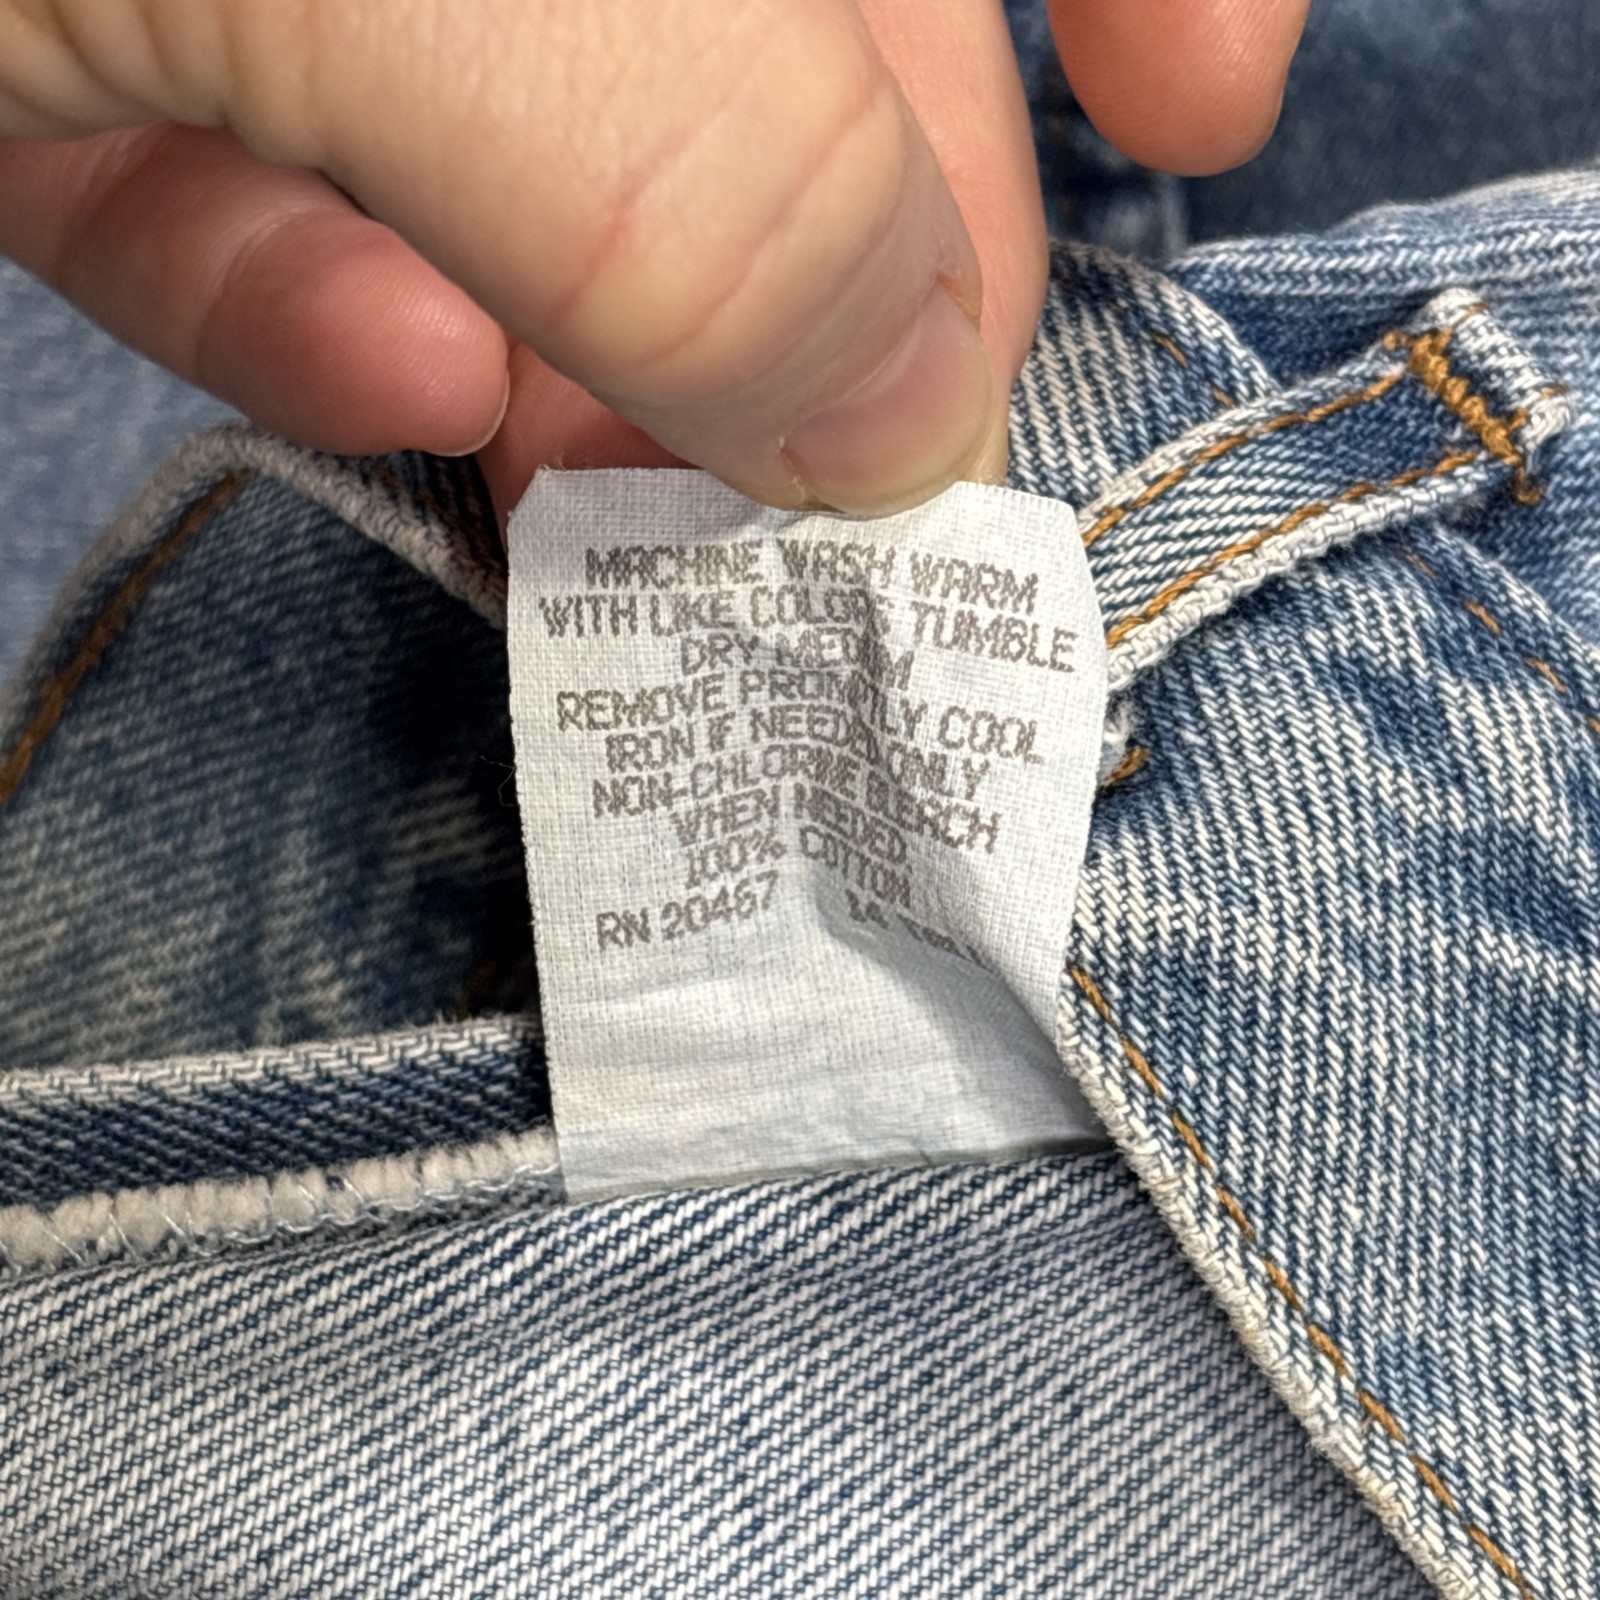 MACHINE WASH WARM
WITH LIKE COLORS TUMBLE
DRY MEDIUM
REMOVE PROMPTLY COOL
IRON IF NEEDED ONLY
NON-CHLORINE BLEACH
WHEN NEEDED
100% COTTON
RN 20467 14